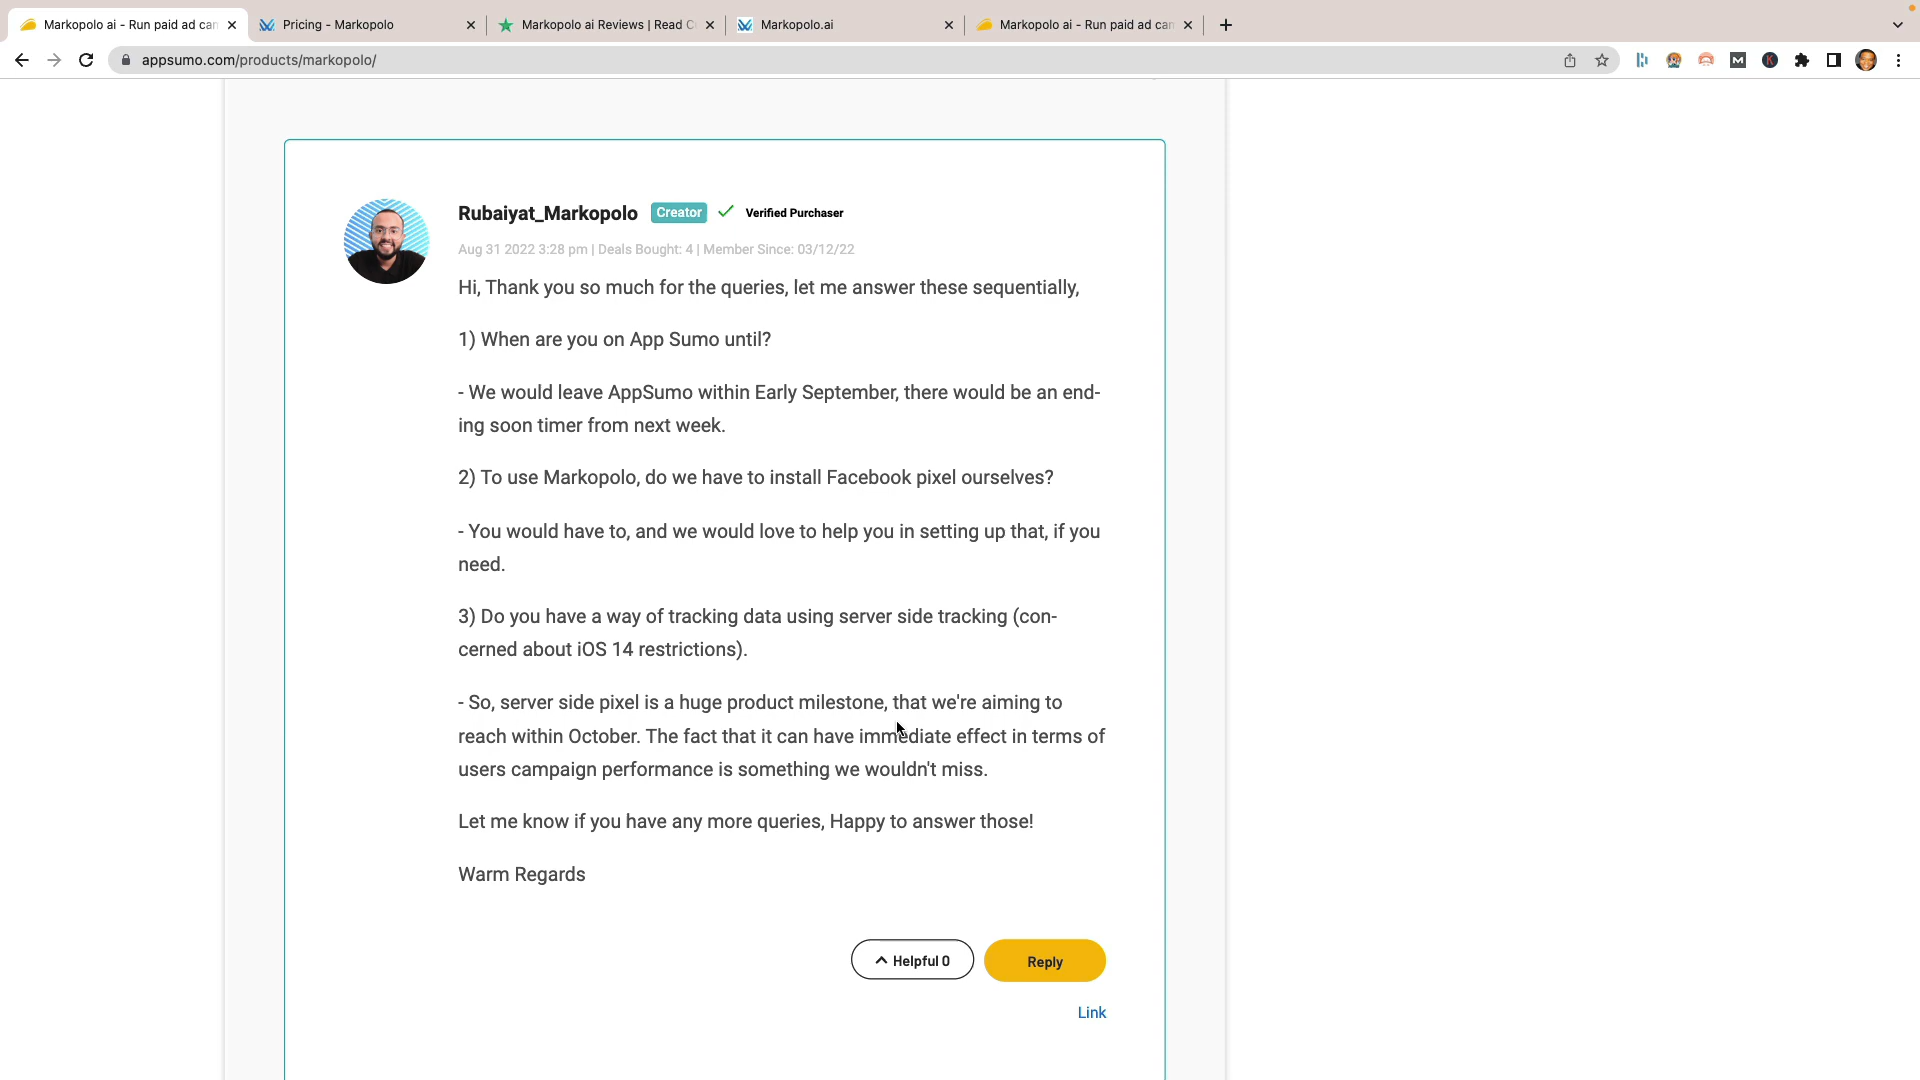 Markopolo ai - Run paid ad can
Pricing - Markopolo
Markopolo ai Reviews | Read C
Markopolo.ai
Markopolo ai - Run paid ad can
appsumo.com/products/markopolo/
Rubaiyat_Markopolo Creator Verified Purchaser
Aug 31 2022 3:28 pm | Deals Bought: 4 | Member Since: 03/12/22
Hi, Thank you so much for the queries, let me answer these sequentially,
1) When are you on App Sumo until?
- We would leave AppSumo within Early September, there would be an end-
ing soon timer from next week.
2) To use Markopolo, do we have to install Facebook pixel ourselves?
- You would have to, and we would love to help you in setting up that, if you
need.
3) Do you have a way of tracking data using server side tracking (con-
cerned about iOS 14 restrictions).
- So, server side pixel is a huge product milestone, that we're aiming to
reach within October. The fact that it can have immediate effect in terms of
users campaign performance is something we wouldn't miss.
Let me know if you have any more queries, Happy to answer those!
Warm Regards
Helpful 0
Reply
Link